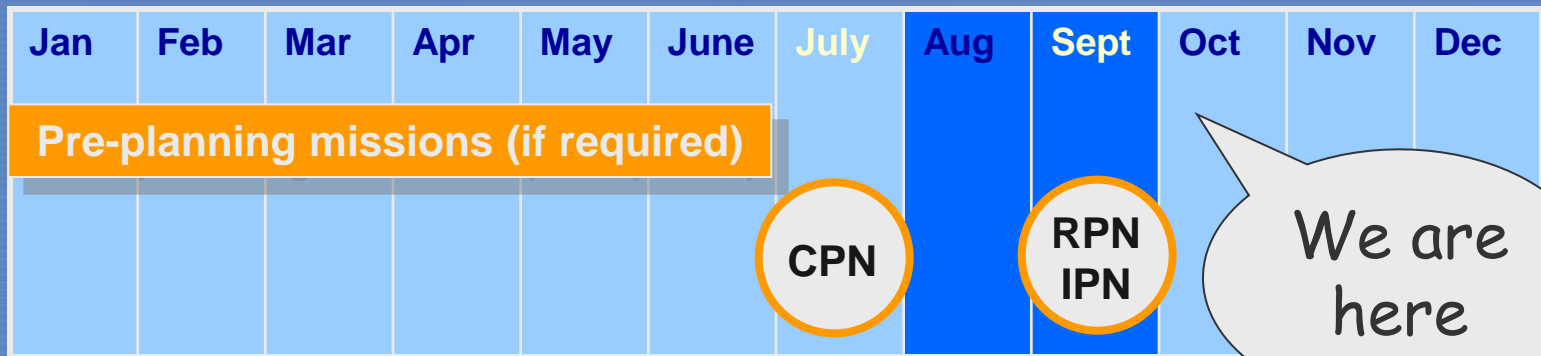 Jan Feb Mar Apr May June July Aug Sept Oct Nov Dec
Pre-planning missions (if required)
CPN
RPN
IPN
We are
here